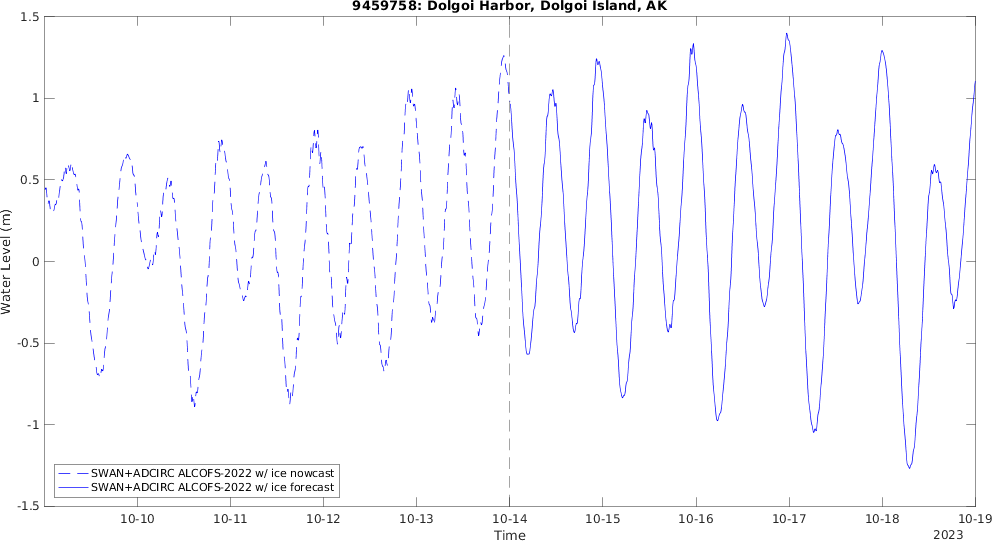 9459758: Dolgoi Harbor, Dolgoi Island, AK
1.5
1
0.5
0
-0.5
-1
-1.5
Water Level (m)
SWAN+ADCIRC ALCOFS-2022 w/ ice nowcast
SWAN+ADCIRC ALCOFS-2022 w/ ice forecast
10-10 10-11 10-12 10-13 10-14 10-15 10-16 10-17 10-18 10-19
Time
2023